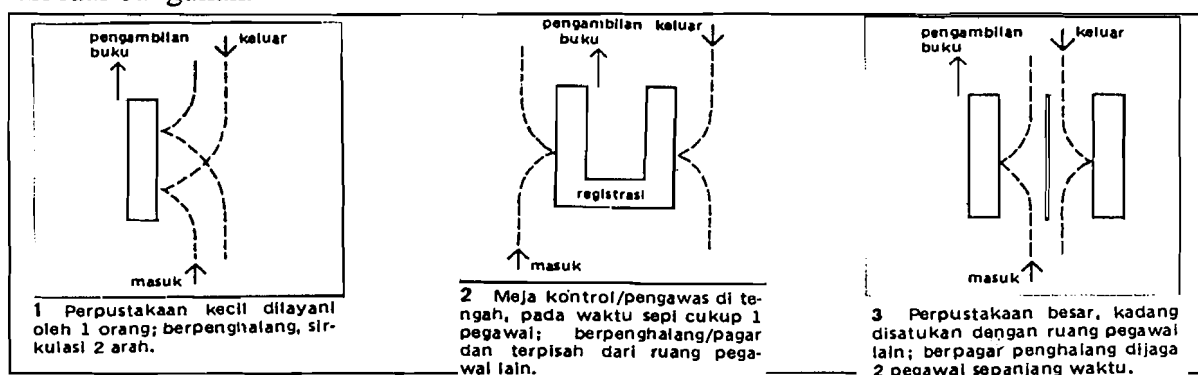 pengambilan
buku
keluar
masuk
1 Perpustakaan kecil dilayani
oleh 1 orang; berpenghalang, sir-
kulasi 2 arah.
pengambilan keluar
buku
registrasi
masuk
2 Meja kontrol/pengawas di te-
ngah, pada waktu sepi cukup 1
pegawai; berpenghalang/pagar
dan terpisah dari ruang pega-
wai lain.
pengambilan
buku
keluar
masuk
3 Perpustakaan besar, kadang
disatukan dengan ruang pegawai
lain; berpagar penghalang dijaga
2 pegawai sepanjang waktu.